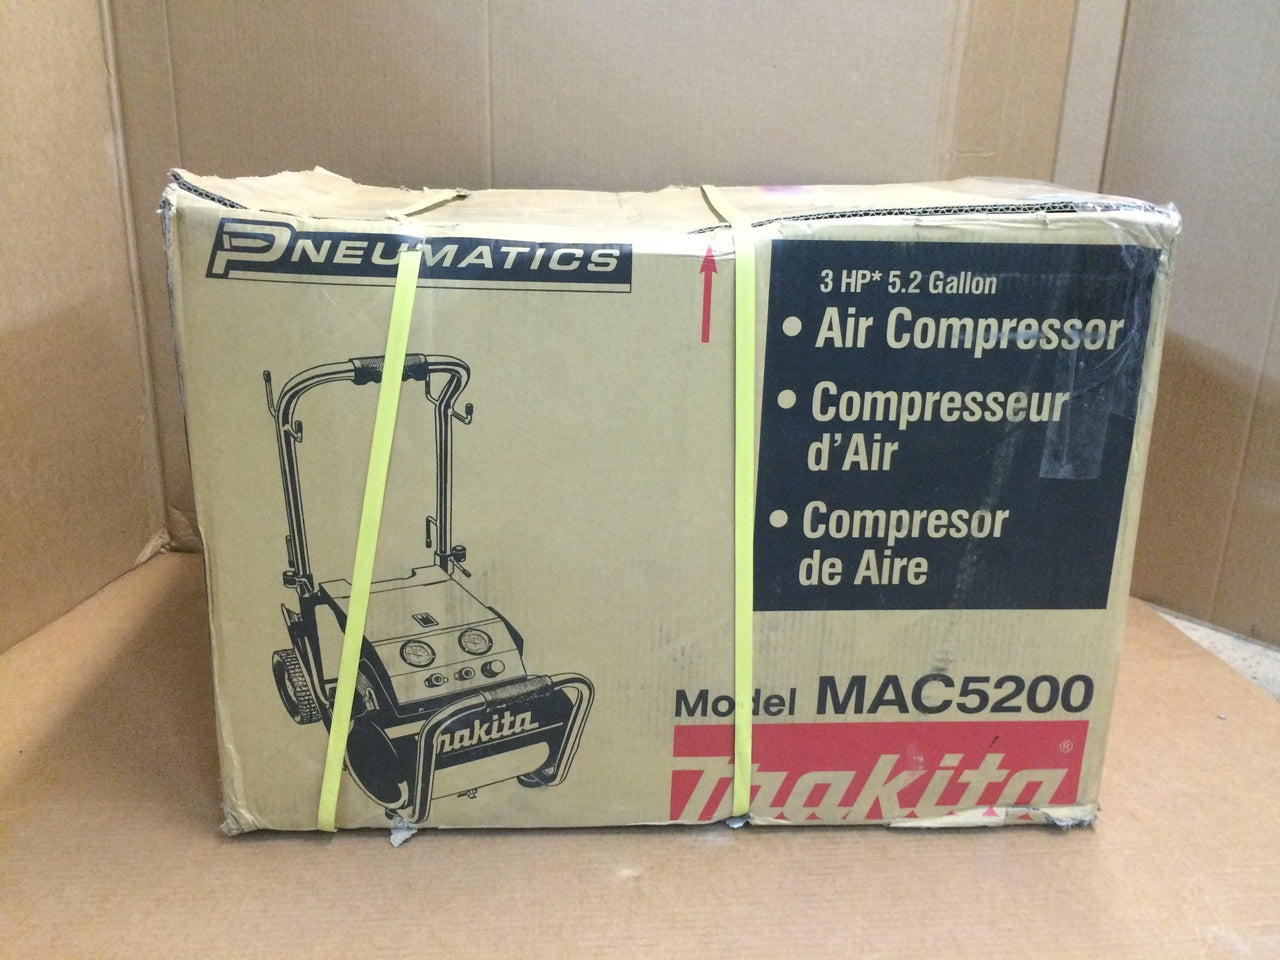 PNEUMATICS
3 HP* 5.2 Gallon
• Air Compressor
• Compresseur
d'Air
• Compresor
de Aire
Model MAC5200
makita ®
makita